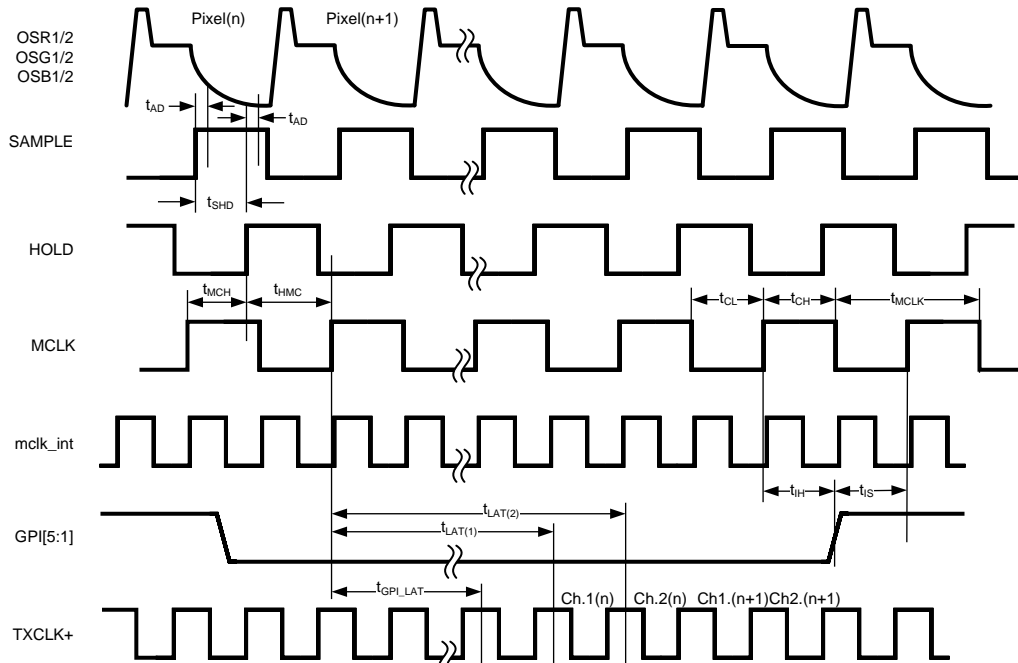 Pixel(n) Pixel(n+1)
OSR1/2
OSG1/2
OSB1/2
tAD
tAD
SAMPLE
tSHD
HOLD
tMCH tHMC tCL tCH tMCLK
MCLK
mclk_int
tIH tIS
tLAT(2)
GPI[5:1]
tLAT(1)
tGPI_LAT
Ch.1(n) Ch.2(n) Ch1.(n+1)Ch2.(n+1)
TXCLK+